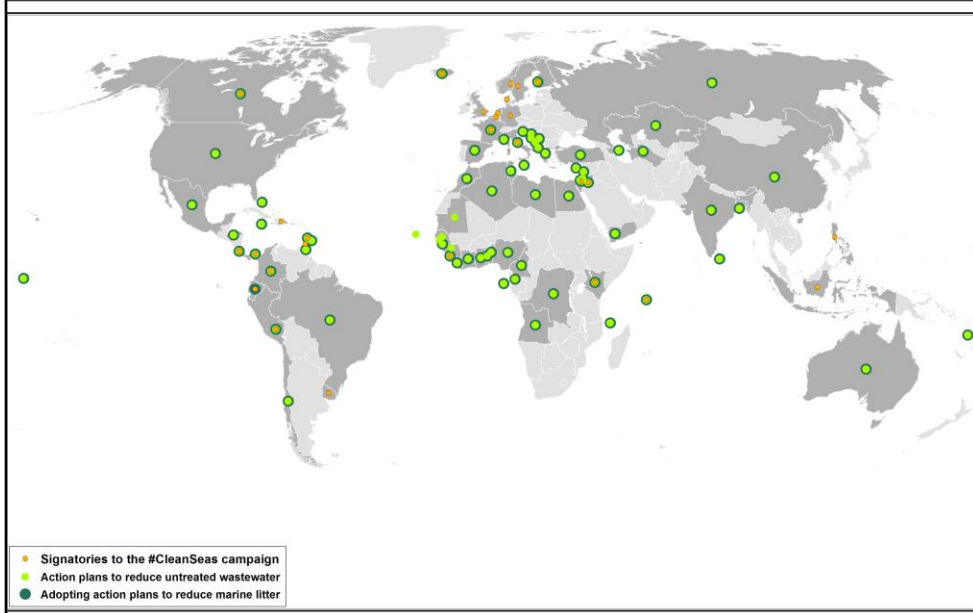 Signatories to the #CleanSeas campaign
Action plans to reduce untreated wastewater
Adopting action plans to reduce marine litter